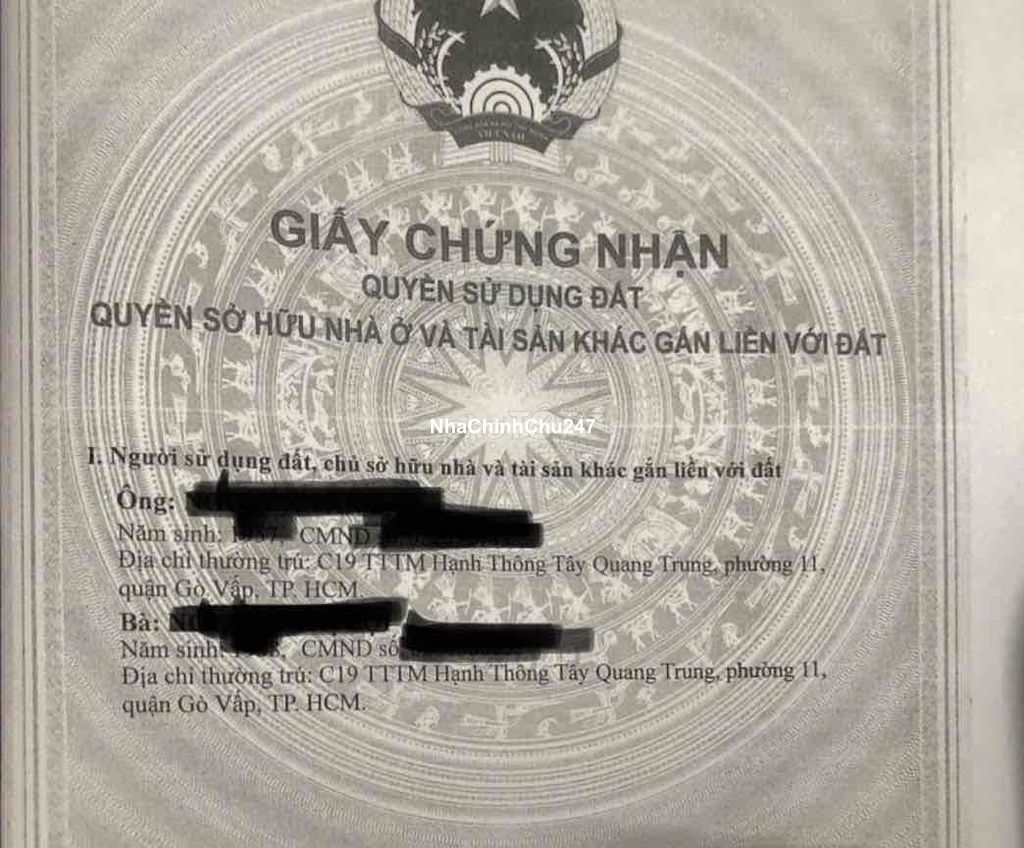 VIỆT NAM
GIẤY CHỨNG NHẬN
QUYỀN SỬ DỤNG ĐẤT
QUYỀN SỞ HỮU NHÀ Ở VÀ TÀI SẢN KHÁC GẮN LIỀN VỚI ĐẤT
NhaChinhChu247
I. Người sử dụng đất, chủ sở hữu nhà và tài sản khác gắn liền với đất
Ông:
Năm sinh: CMND
Địa chỉ thường trú: C19 TTTM Hạnh Thông Tây Quang Trung, phường 11,
quận Gò Vấp, TP. HCM.
Bà:
Năm sinh: CMND số
Địa chỉ thường trú: C19 TTTM Hạnh Thông Tây Quang Trung, phường 11,
quận Gò Vấp, TP. HCM.